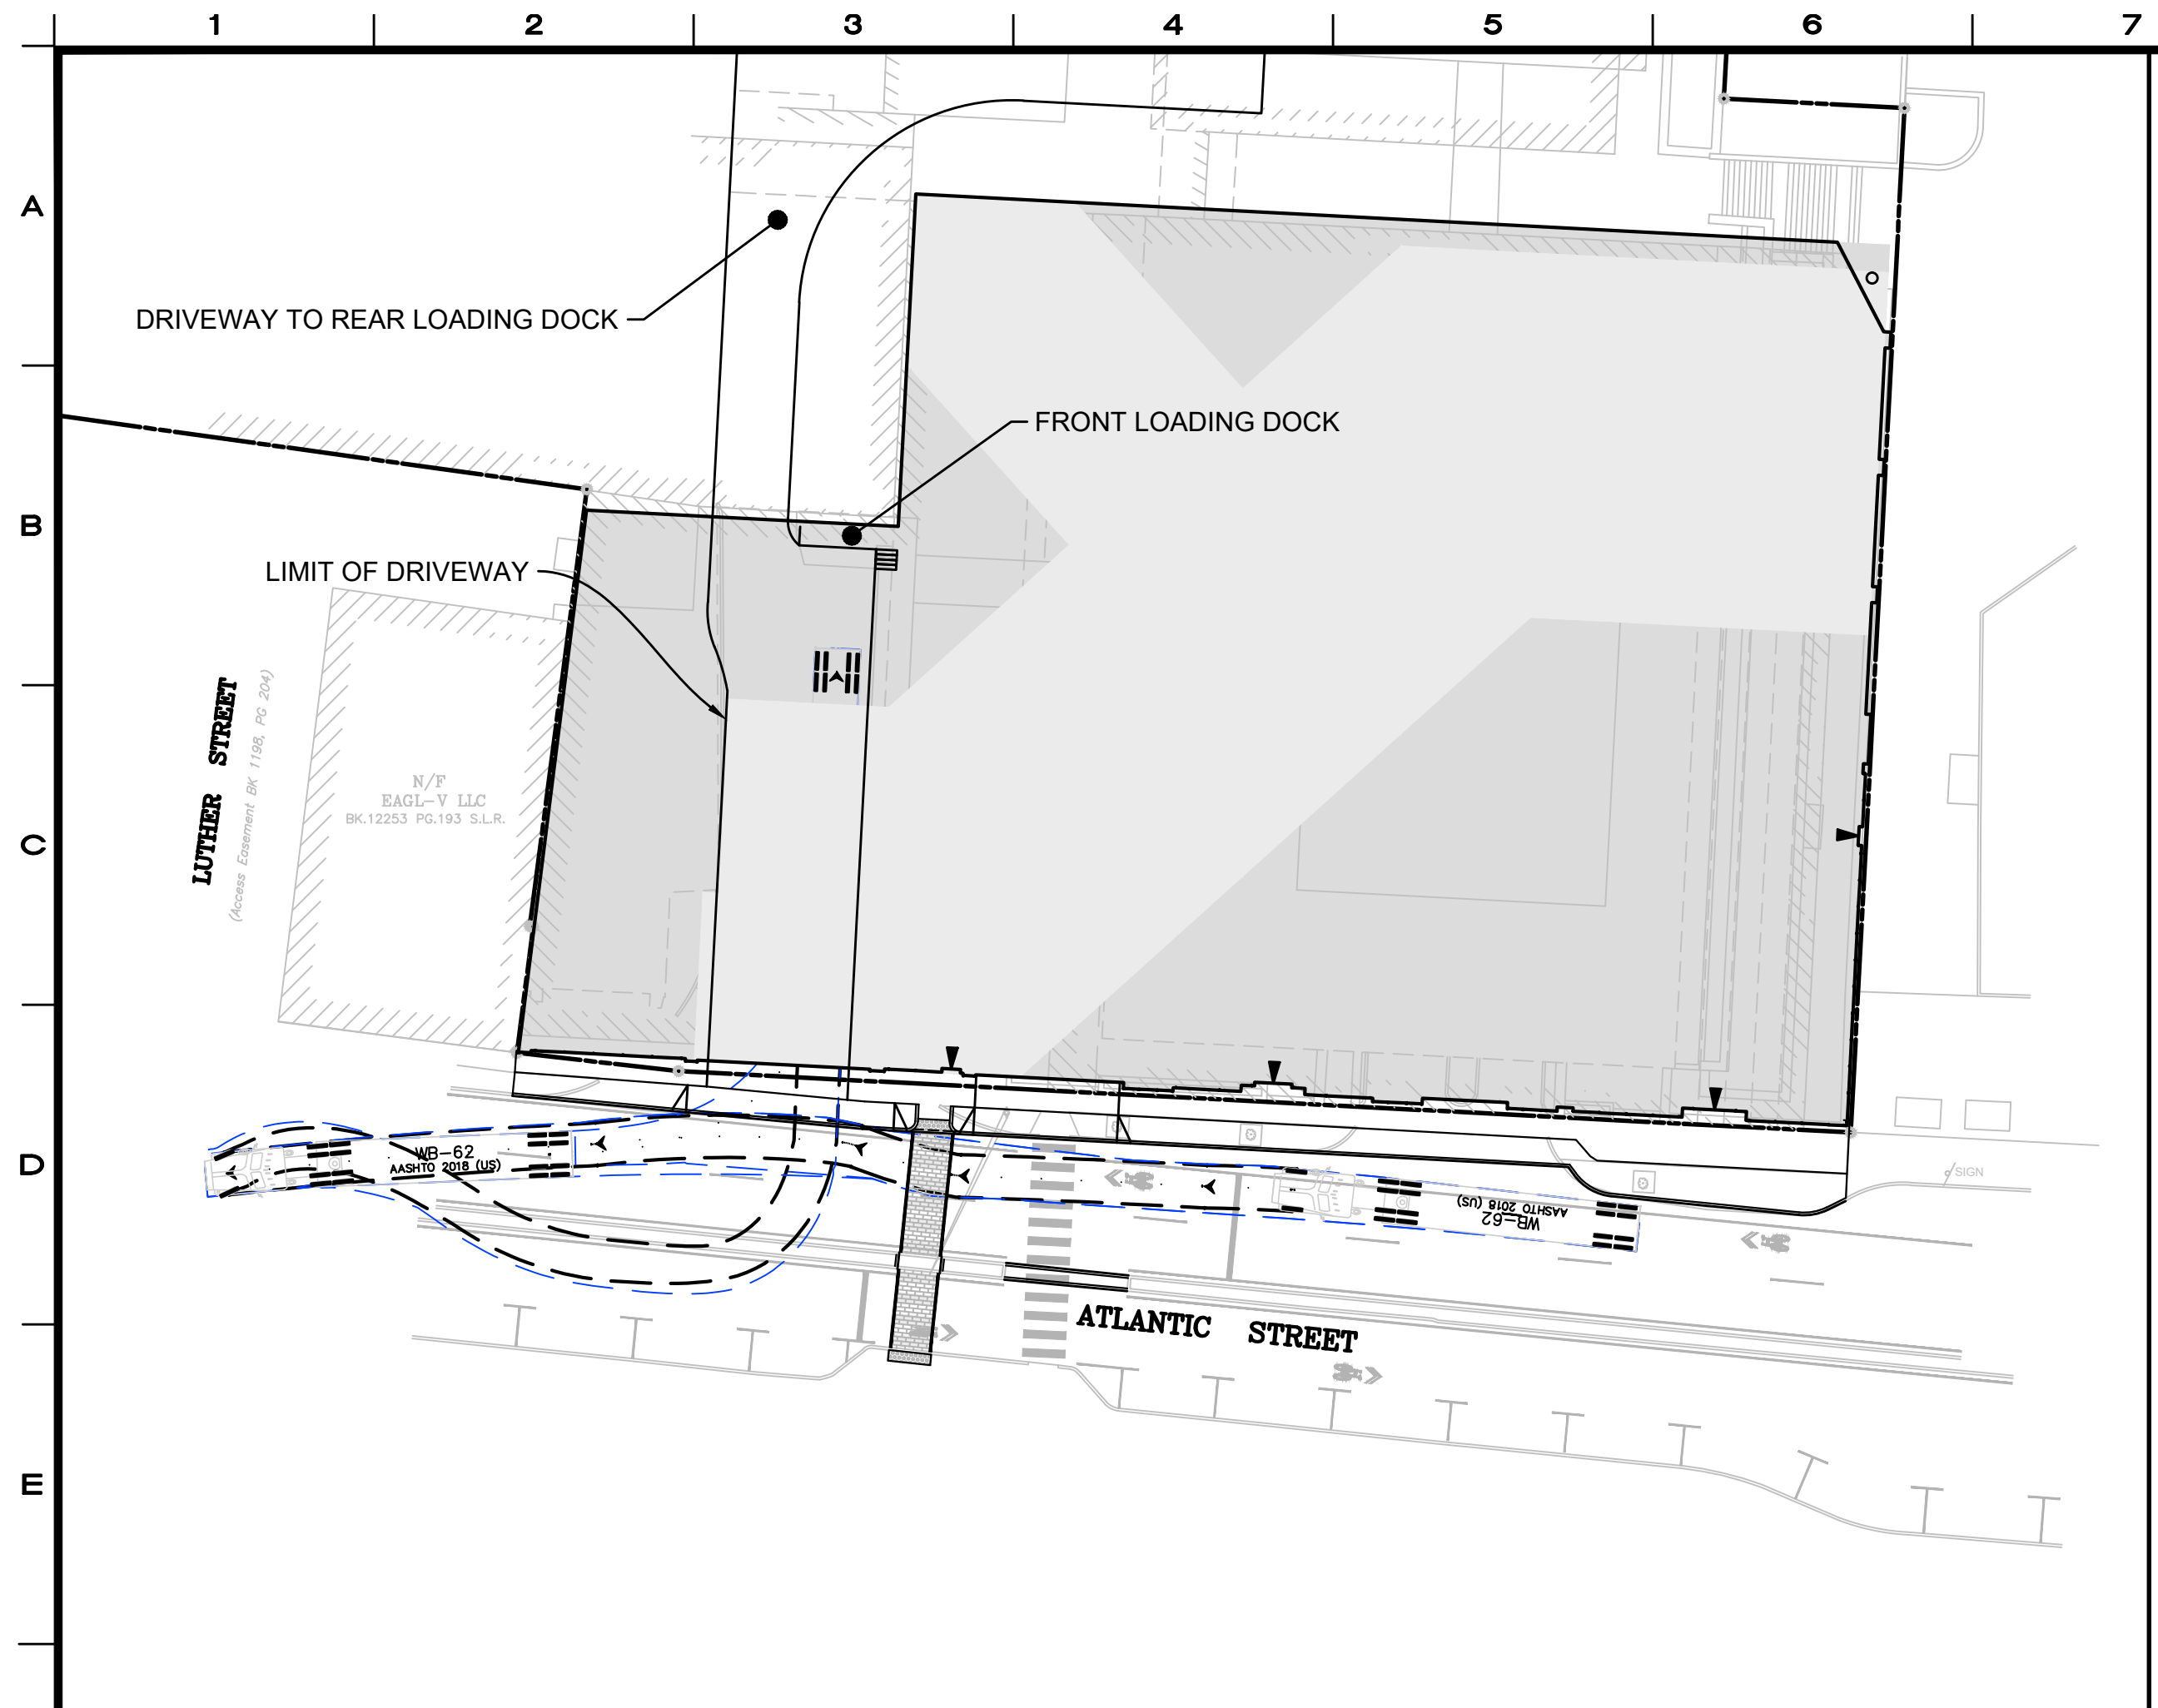 1 2 3 4 5 6 7
A
DRIVEWAY TO REAR LOADING DOCK
FRONT LOADING DOCK
B
LIMIT OF DRIVEWAY
LUTHER STREET
(Access Easement BK 1198, PG 204)
N/F
EAGL-V LLC
BK.12253 PG.193 S.L.R.
C
D
WB-62
AASHTO 2018 (US)
WB-62
AASHTO 2018 (US)
SIGN
ATLANTIC STREET
E